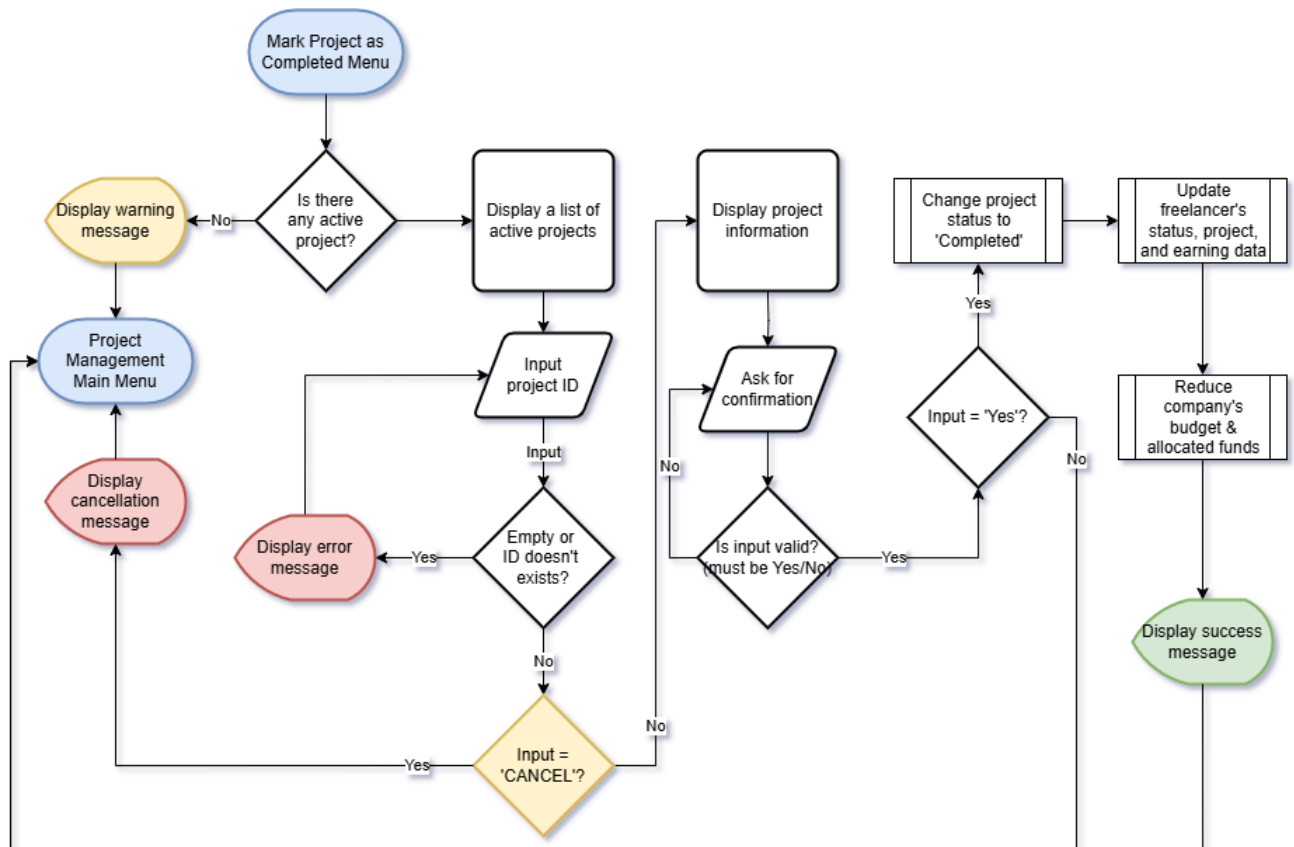 Mark Project as
Completed Menu
Is there
any active
project?
No
Display warning
message
Display a list of
active projects
Display project
information
Change project
status to
'Completed'
Update
freelancer's
status, project,
and earning data
Project
Management
Main Menu
Input
project ID
Ask for
confirmation
Yes
Input = 'Yes'?
Reduce
company's
budget &
allocated funds
Input
No
No
Display
cancellation
message
Display error
message
Yes
Empty or
ID doesn't
exists?
Is input valid?
(must be Yes/No)
Yes
Display success
message
No
Yes
Input =
'CANCEL'?
No